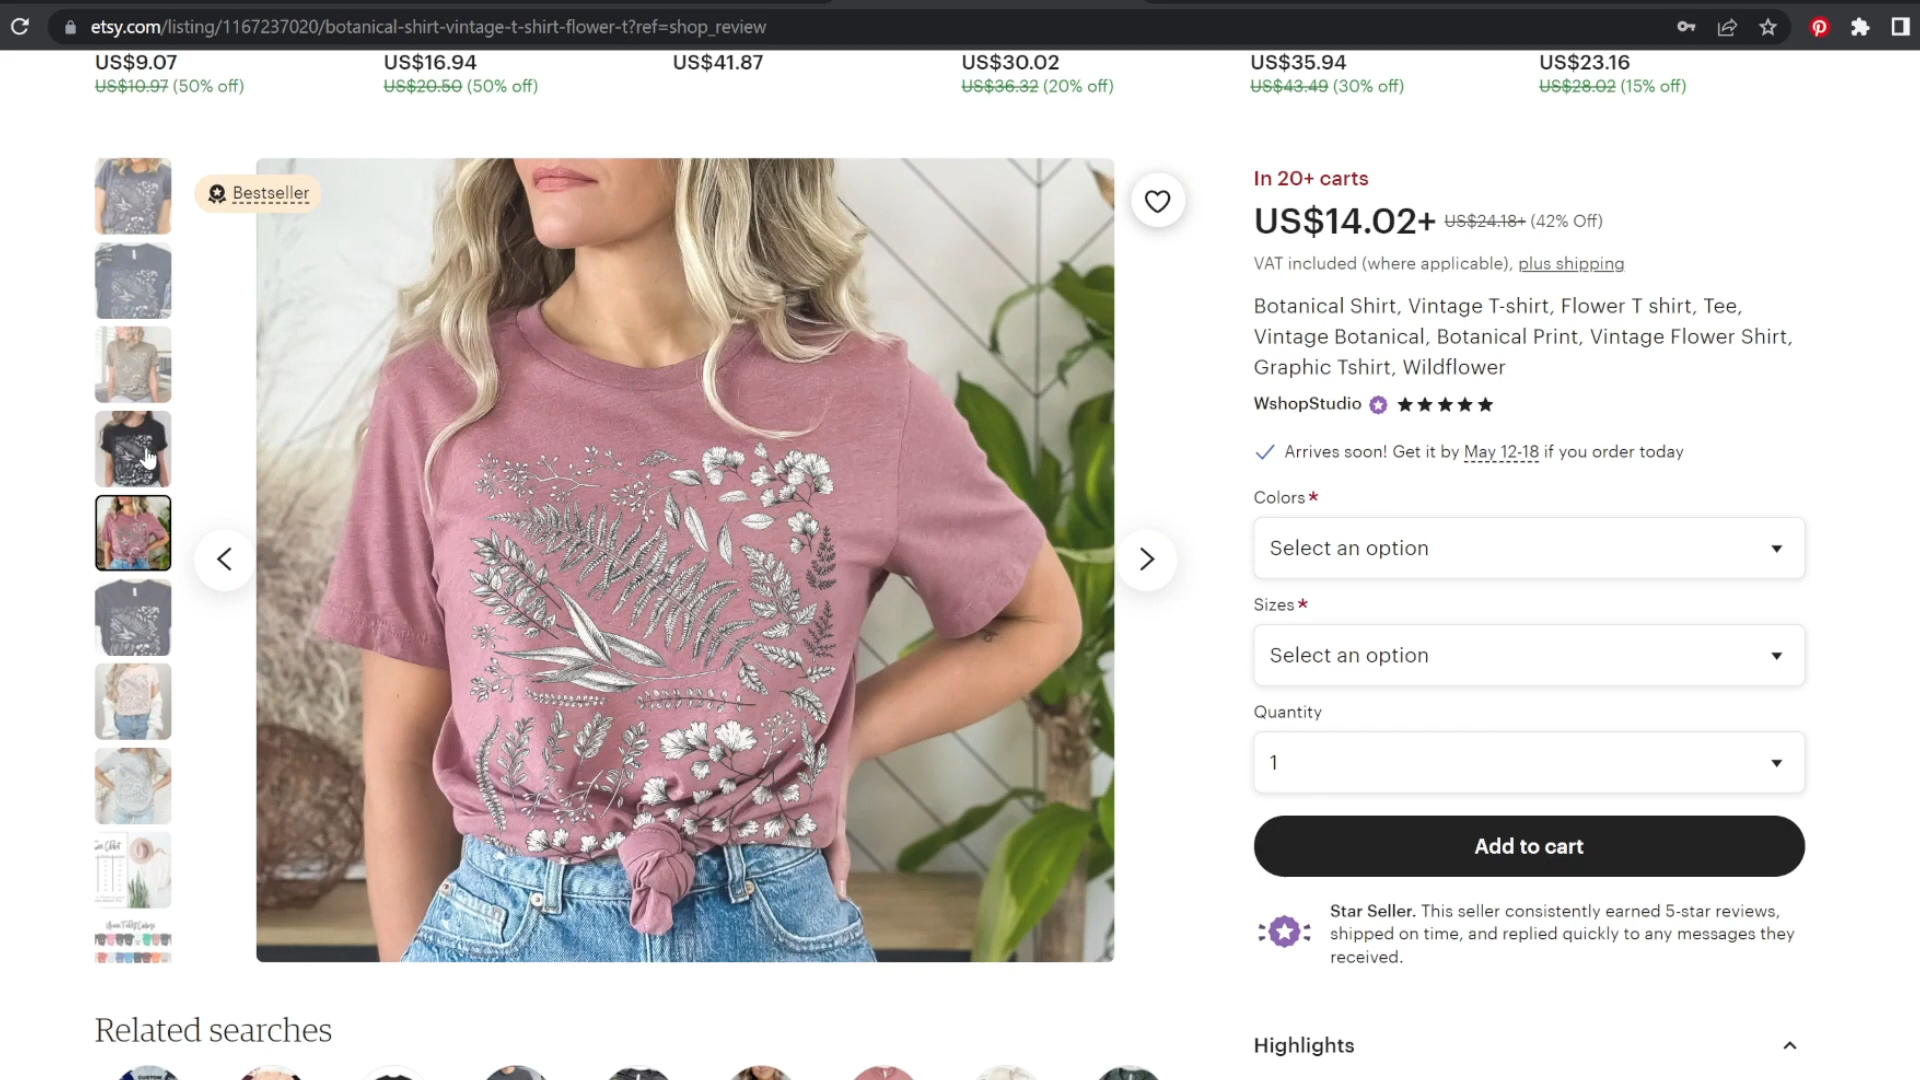 etsy.com/listing/1167237020/botanical-shirt-vintage-t-shirt-flower-t?ref=shop_review
US$9.07
US$10.97 (50% off)
US$16.94
US$20.50 (50% off)
US$41.87
US$30.02
US$36.32 (20% off)
US$35.94
US$43.49 (30% off)
US$23.16
US$28.02 (15% off)
Bestseller
In 20+ carts
US$14.02+ US$24.18+ (42% Off)
VAT included (where applicable), plus shipping
Botanical Shirt, Vintage T-shirt, Flower T shirt, Tee,
Vintage Botanical, Botanical Print, Vintage Flower Shirt,
Graphic Tshirt, Wildflower
WshopStudio
Arrives soon! Get it by May 12-18 if you order today
Colors*
Select an option
Sizes*
Select an option
Quantity
1
Add to cart
Star Seller. This seller consistently earned 5-star reviews,
shipped on time, and replied quickly to any messages they
received.
Related searches
Highlights